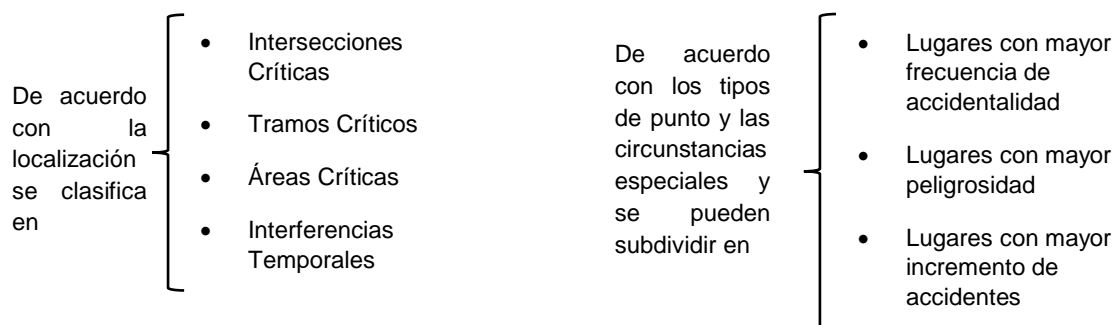 De acuerdo
con la
localización
se clasifica
en
• Intersecciones
Críticas
• Tramos Críticos
• Áreas Críticas
• Interferencias
Temporales
De acuerdo
con los tipos
de punto y las
circunstancias
especiales y
se pueden
subdividir en
• Lugares con mayor
frecuencia de
accidentalidad
• Lugares con mayor
peligrosidad
• Lugares con mayor
incremento de
accidentes